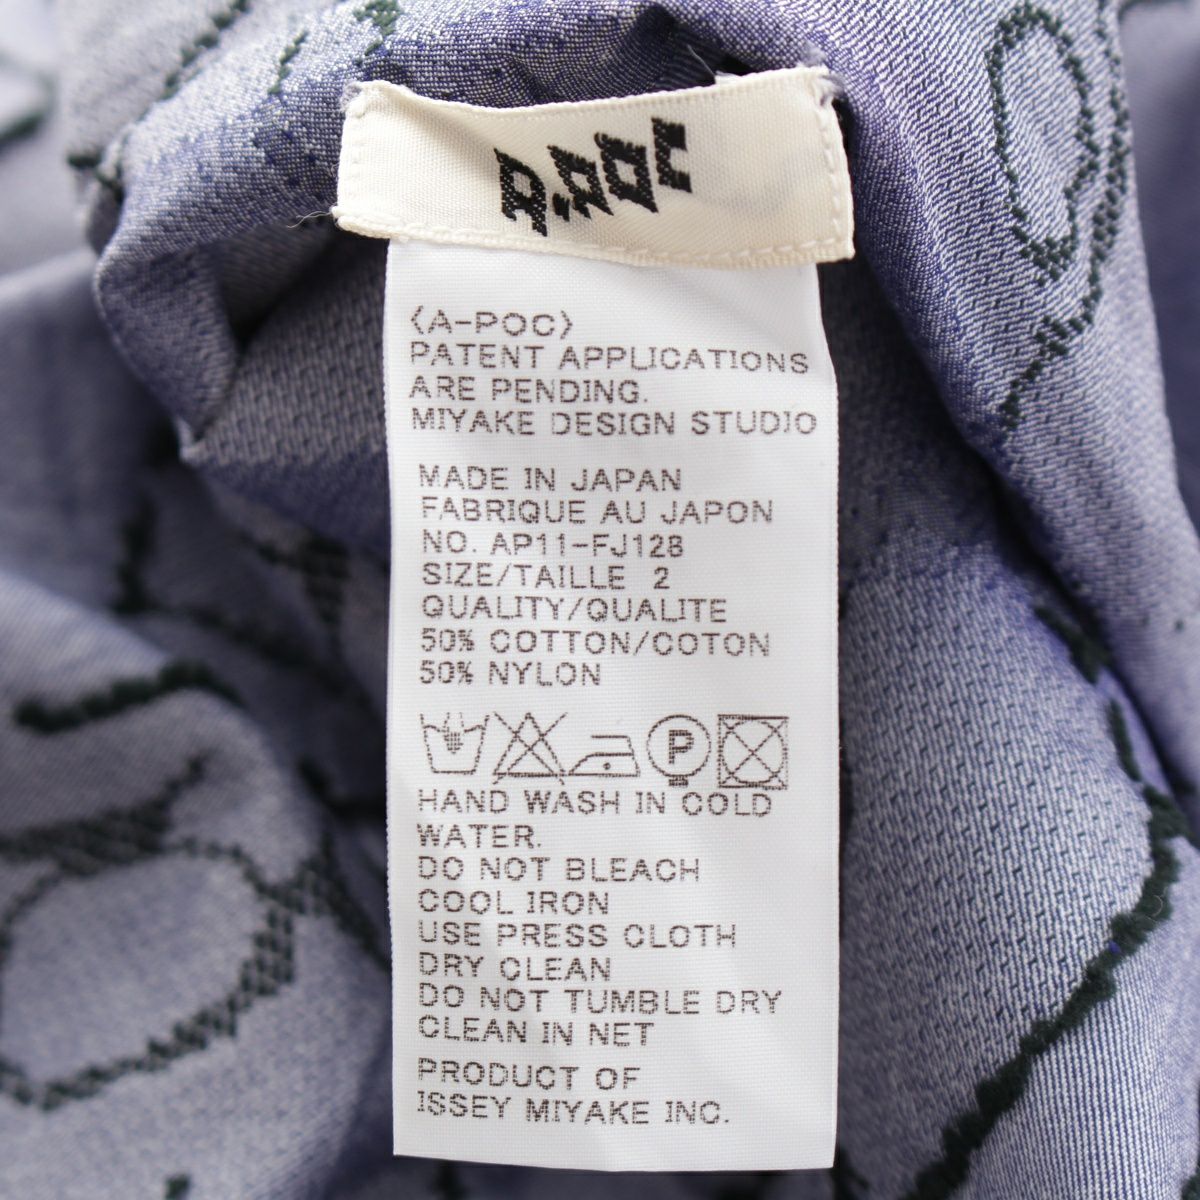 A.POC
〈A-POC〉
PATENT APPLICATIONS
ARE PENDING.
MIYAKE DESIGN STUDIO
MADE IN JAPAN
FABRIQUE AU JAPON
NO. AP11-FJ128
SIZE/TAILLE 2
QUALITY/QUALITE
50% COTTON/COTON
50% NYLON
P
HAND WASH IN COLD
WATER.
DO NOT BLEACH
COOL IRON
USE PRESS CLOTH
DRY CLEAN
DO NOT TUMBLE DRY
CLEAN IN NET
PRODUCT OF
ISSEY MIYAKE INC.